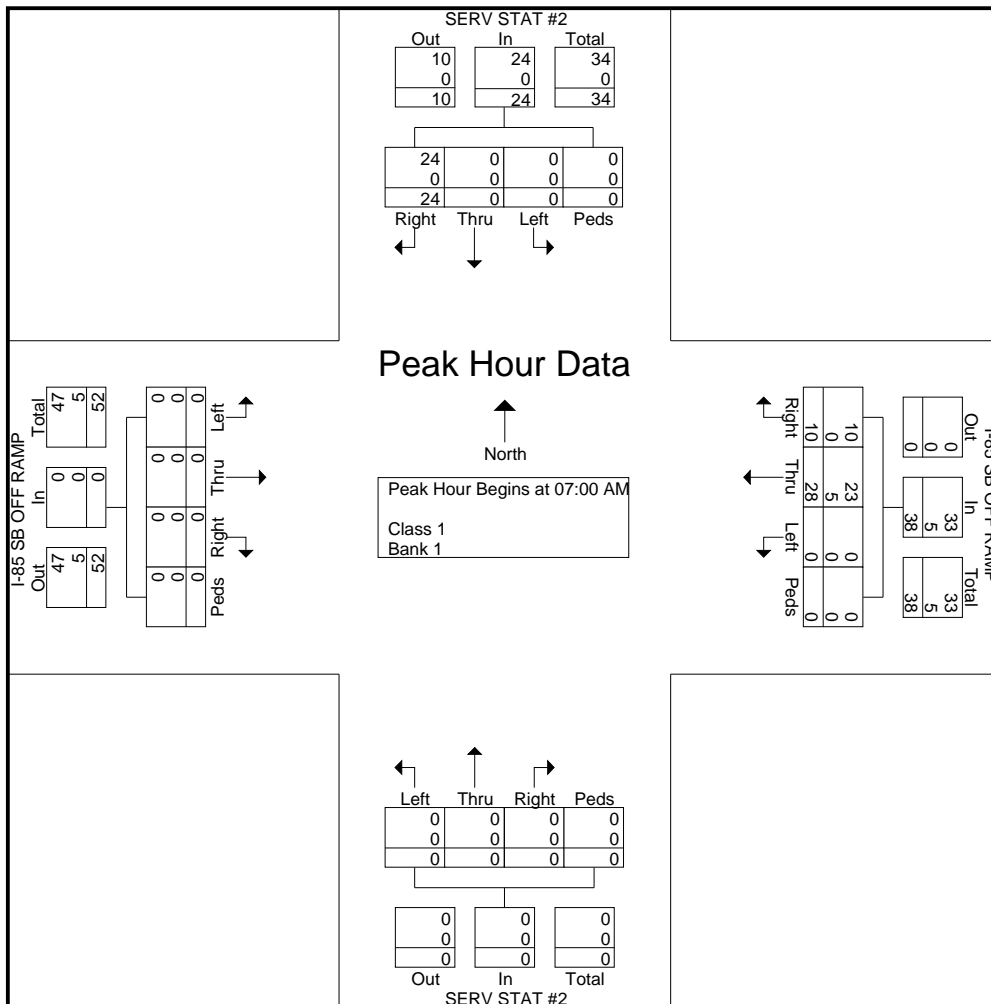 SERV STAT #2
Out In Total
10 24 34
0 0 0
10 24 34
24 0 0 0
0 0 0 0
24 0 0 0
Right Thru Left Peds
Peak Hour Data
North
Peak Hour Begins at 07:00 AM
Class 1
Bank 1
I-85 SB OFF RAMP
Out In Total
47 0 47
5 0 5
52 0 52
Left Thru Right Peds
0 0 0 0
0 0 0 0
0 0 0 0
Right Thru Left Peds
10 23 0 0
0 5 0 0
10 28 0 0
I-85 SB OFF RAMP
Out In Total
0 33 33
0 5 5
0 38 38
Left Thru Right Peds
0 0 0 0
0 0 0 0
0 0 0 0
0 0 0
0 0 0
0 0 0
Out In Total
SERV STAT #2